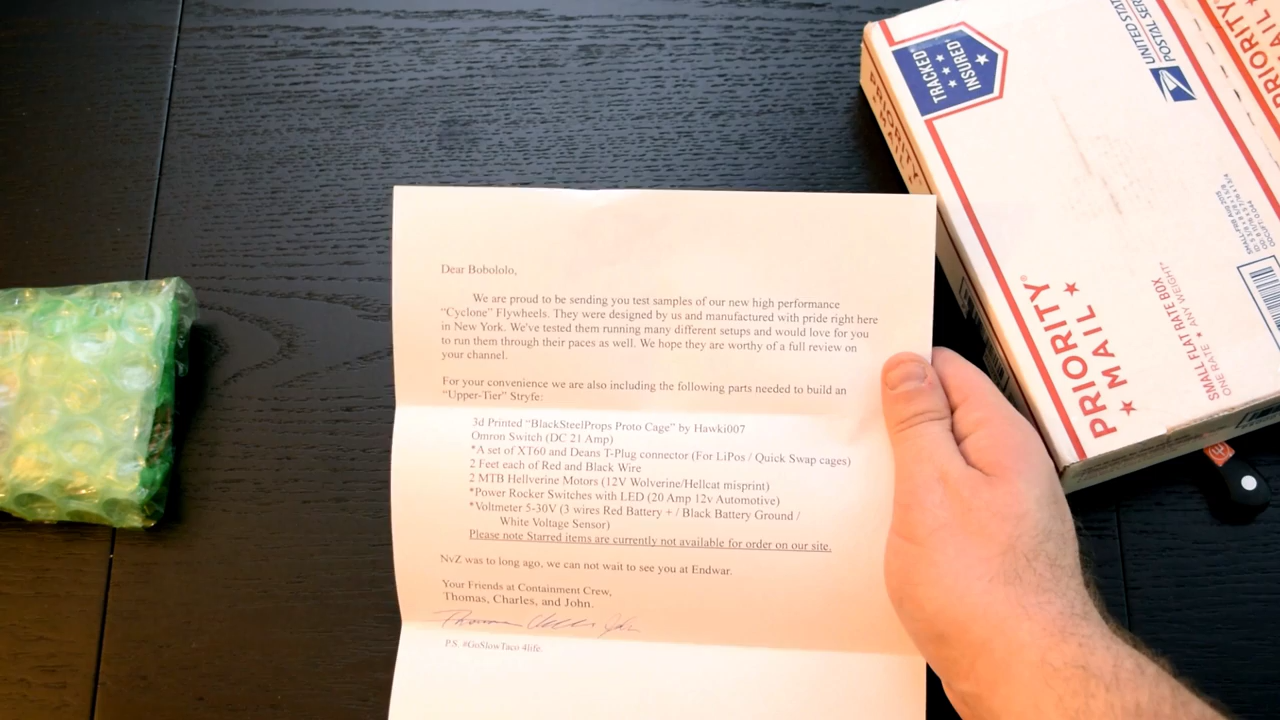 Dear Bobololo,
We are proud to be sending you test samples of our new high performance
“Cyclone” Flywheels. They were designed by us and manufactured with pride right here
in New York. We've tested them running many different setups and would love for you
to run them through their paces as well. We hope they are worthy of a full review on
your channel.
For your convenience we are also including the following parts needed to build an
“Upper-Tier” Stryfe:
3d Printed “BlackSteelProps Proto Cage” by Hawki007
Omron Switch (DC 21 Amp)
*A set of XT60 and Deans T-Plug connector (For LiPos / Quick Swap cages)
2 Feet each of Red and Black Wire
2 MTB Hellverine Motors (12V Wolverine/Hellcat misprint)
*Power Rocker Switches with LED (20 Amp 12v Automotive)
*Voltmeter 5-30V (3 wires Red Battery + / Black Battery Ground /
White Voltage Sensor)
Please note Starred items are currently not available for order on our site.
NvZ was to long ago, we can not wait to see you at Endwar.
Your Friends at Containment Crew,
Thomas, Charles, and John.
P.S. #GoSlowTaco 4life.
TRACKED
INSURED
UNITED STAT
POSTAL SER
PRIORITY
MAIL
PRIORITY
MAIL
SMALL FLAT RATE BOX
ONE RATE ★ ANY WEIGHT
PRIORITY
AIL